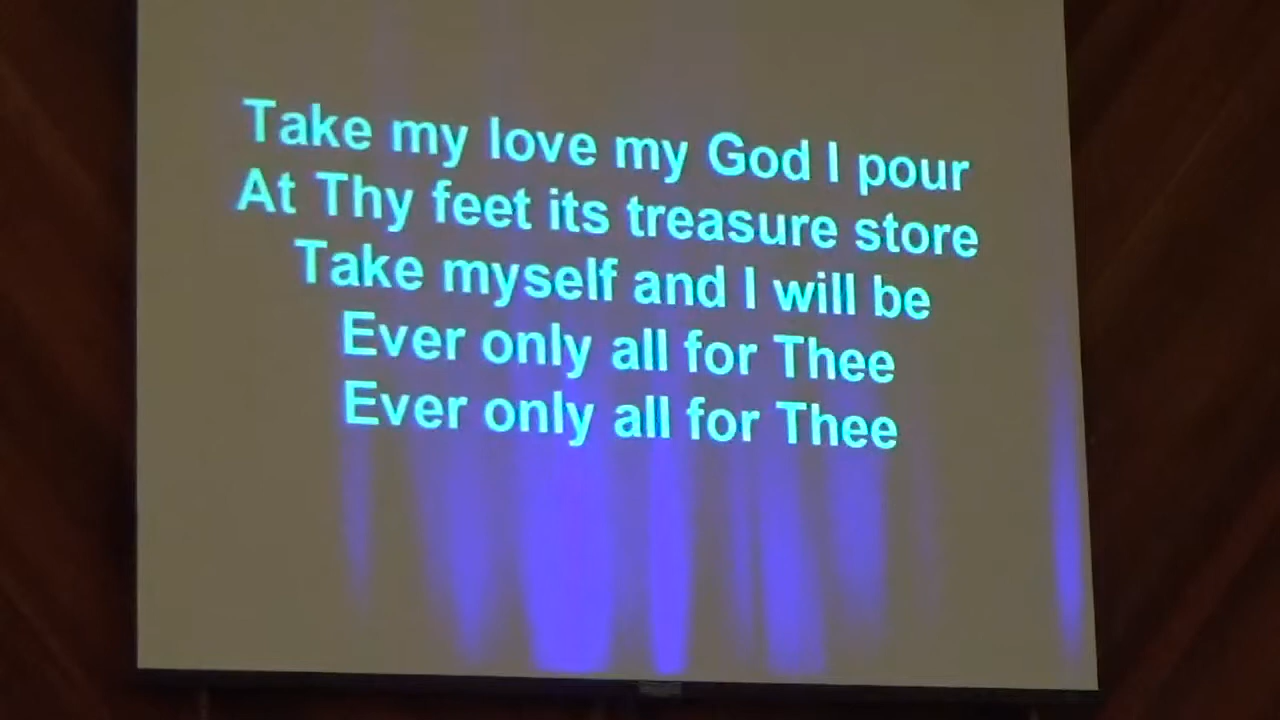 Take my love my God I pour
At Thy feet its treasure store
Take myself and I will be
Ever only all for Thee
Ever only all for Thee